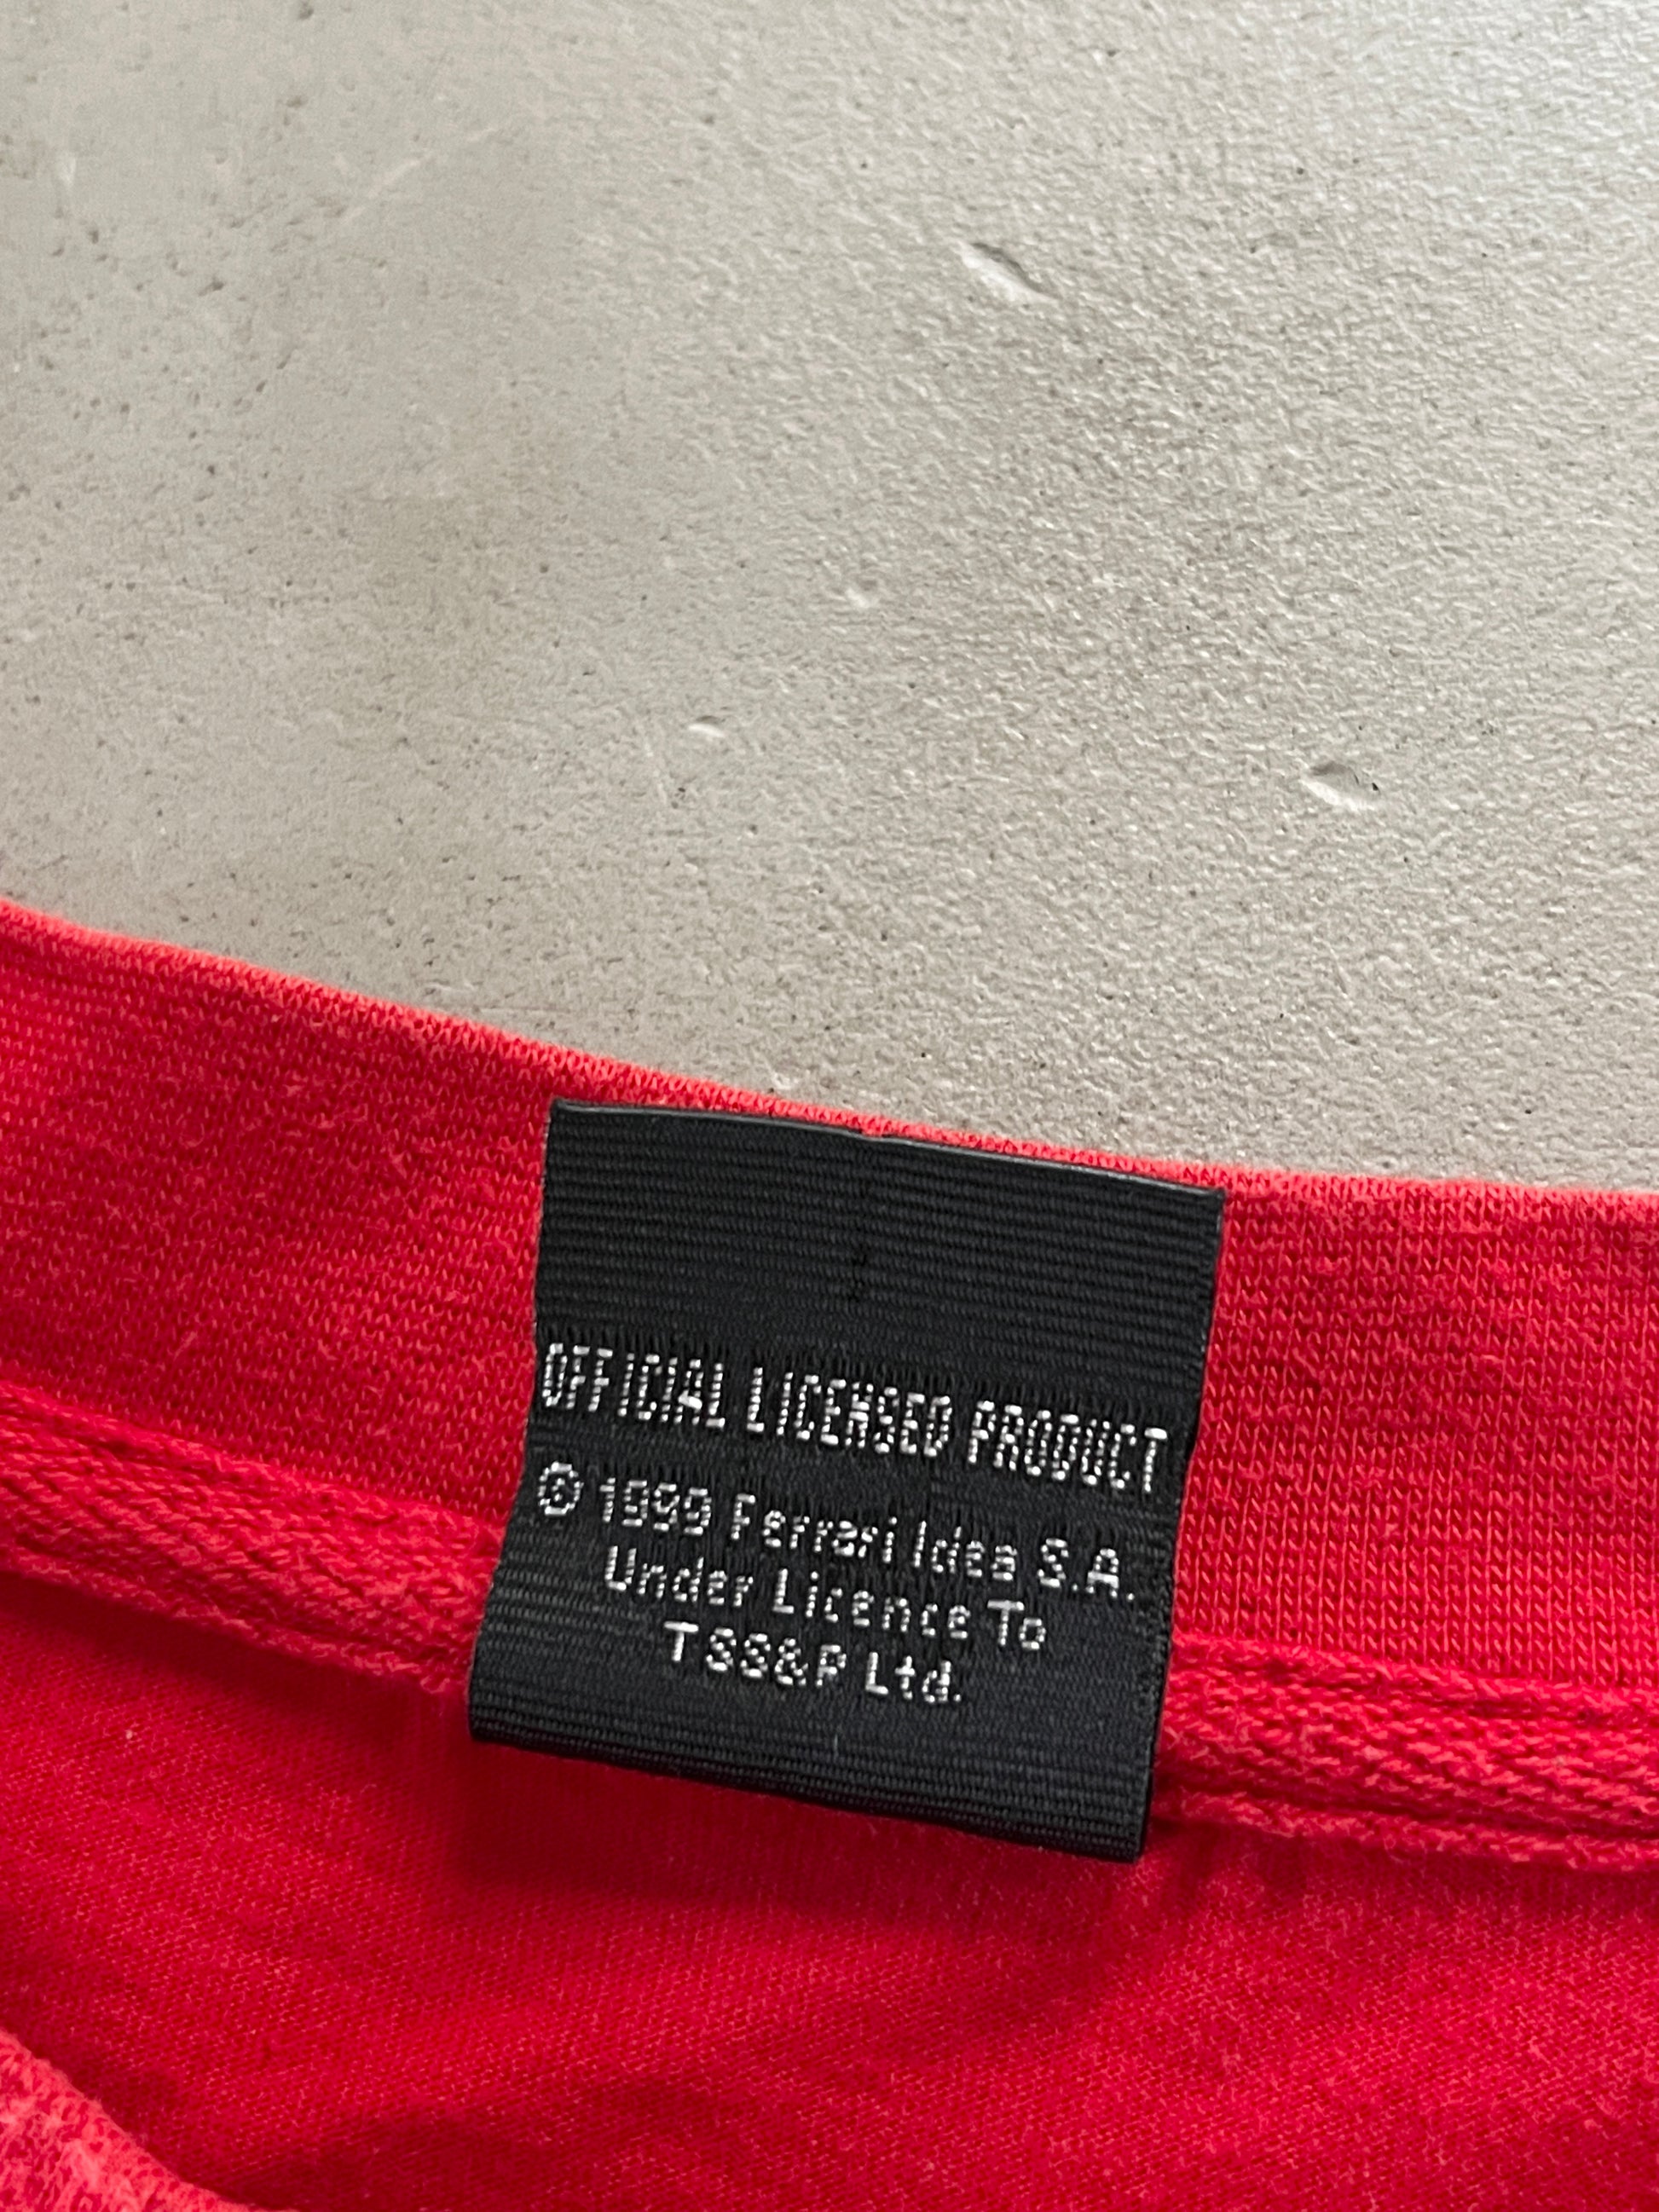 OFFICIAL LICENSED PRODUCT
© 1999 Ferrari Idea S.A.
Under Licence To
TSS&P Ltd.